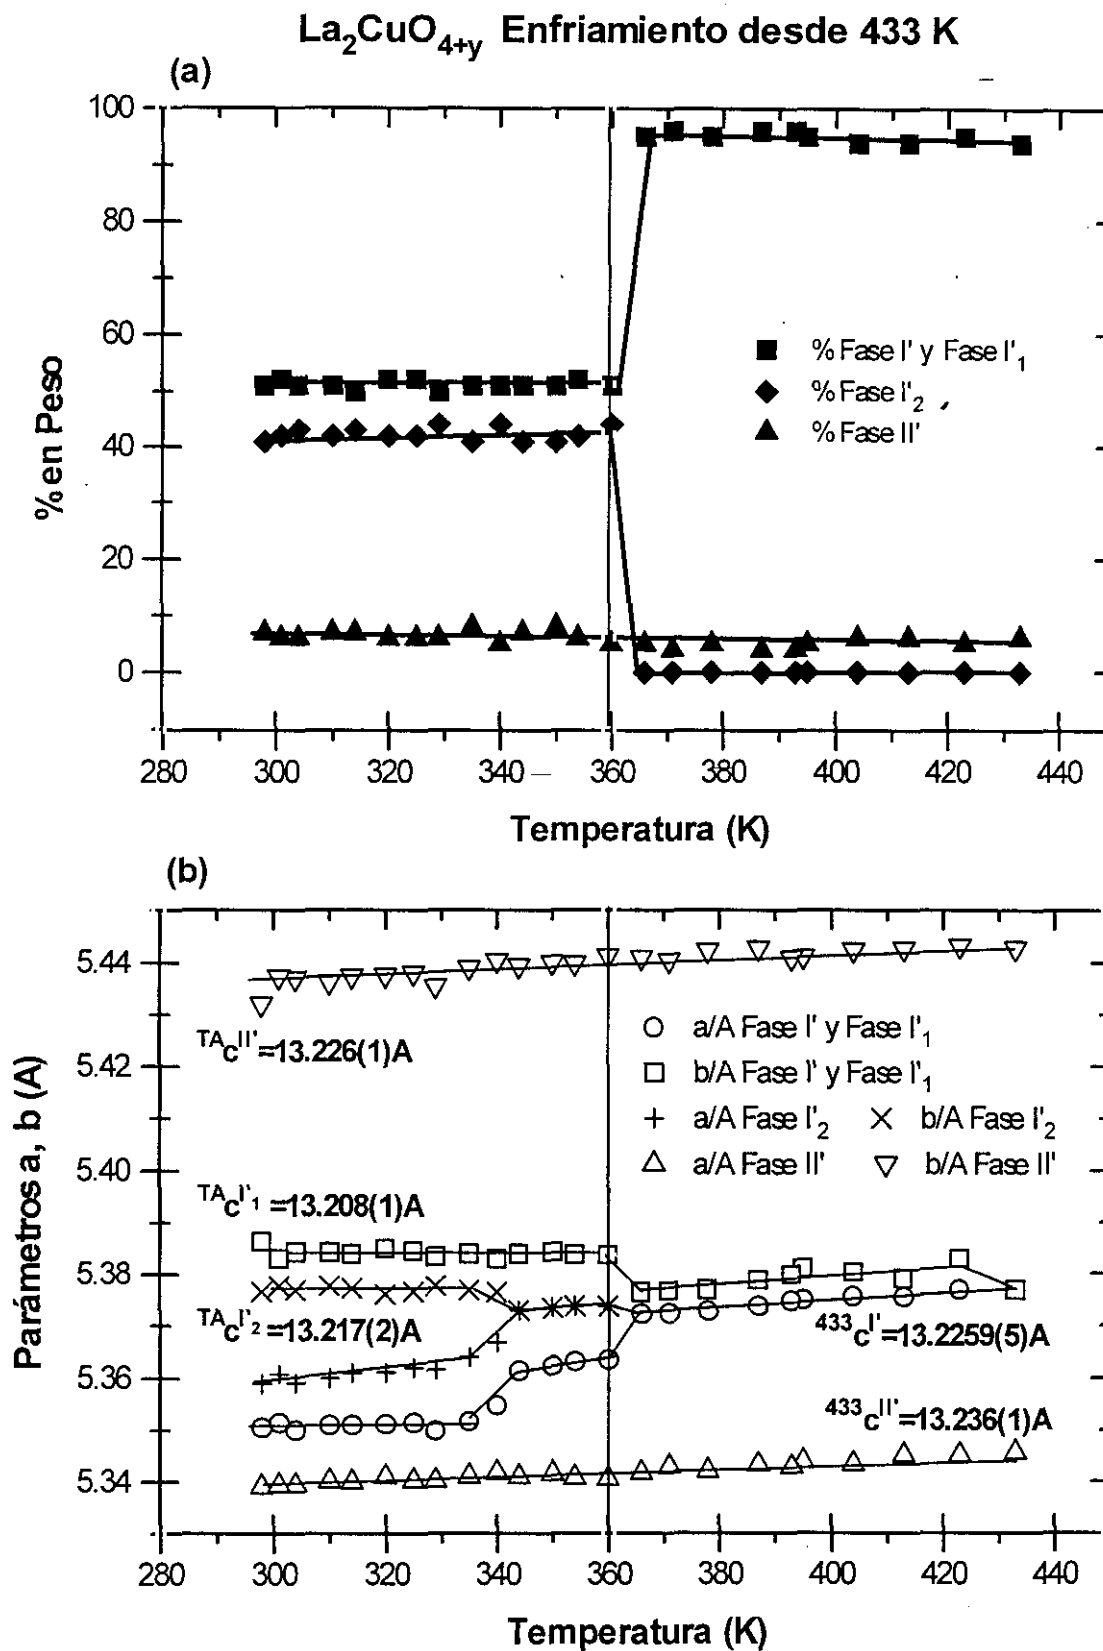 La₂CuO₄₊y Enfriamiento desde 433 K
(a)
100
80
60
40
20
0
% en Peso
% Fase I' y Fase I'₁
% Fase I'₂
% Fase II'
280 300 320 340 360 380 400 420 440
Temperatura (K)
(b)
5.44
5.42
5.40
5.38
5.36
5.34
Parámetros a, b (A)
ᵀᴬcᴵᴵ'=13.226(1)A
a/A Fase I' y Fase I'₁
b/A Fase I' y Fase I'₁
a/A Fase I'₂ b/A Fase I'₂
a/A Fase II' b/A Fase II'
ᵀᴬcᴵ'₁=13.208(1)A
ᵀᴬcᴵ'₂=13.217(2)A
⁴³³cᴵ'=13.2259(5)A
⁴³³cᴵᴵ'=13.236(1)A
280 300 320 340 360 380 400 420 440
Temperatura (K)